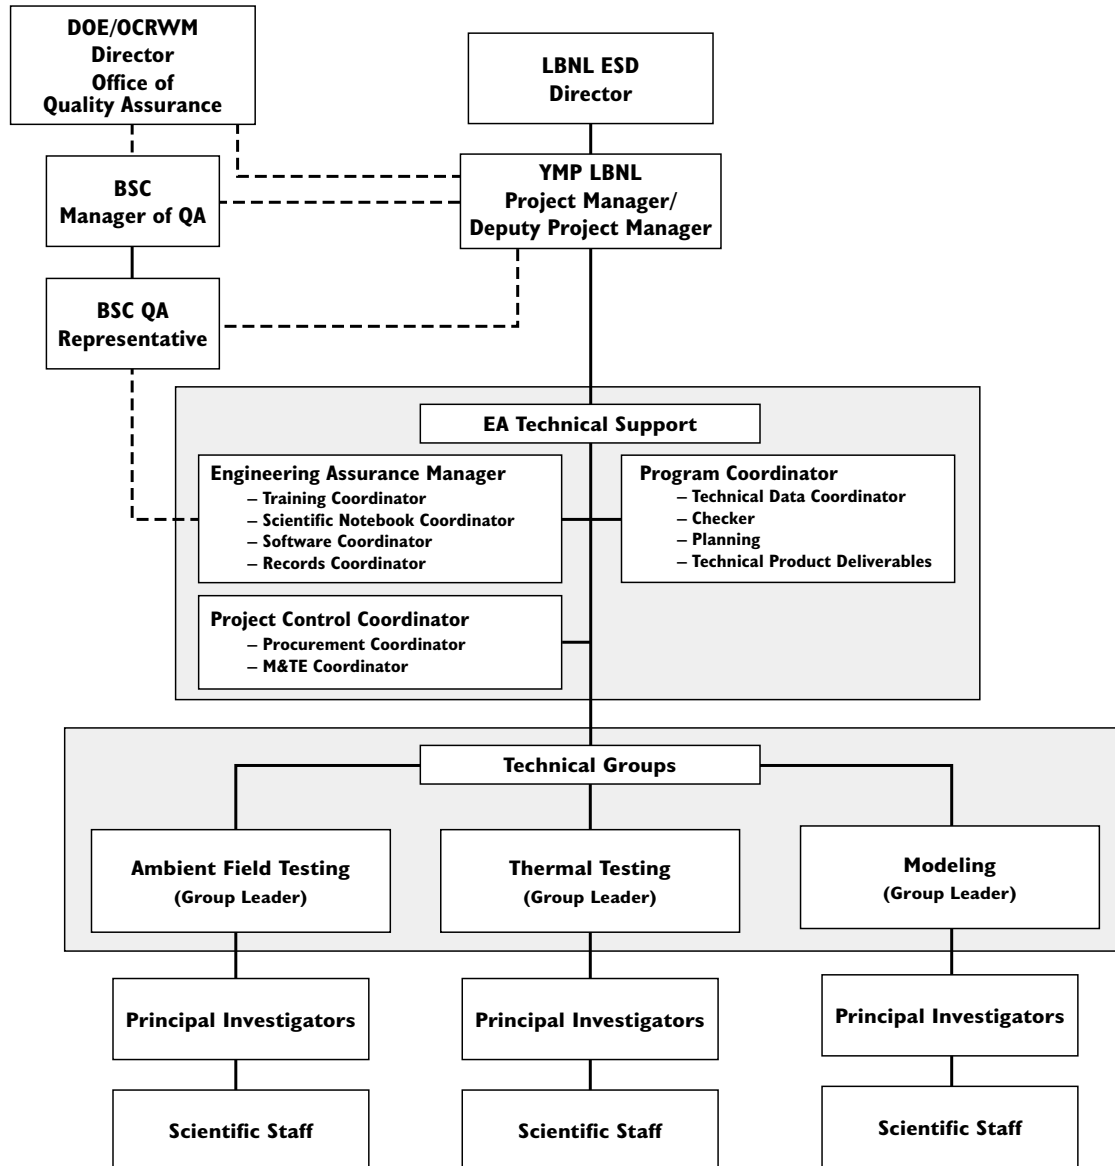 DOE/OCRWM
Director
Office of
Quality Assurance
LBNL ESD
Director
BSC
Manager of QA
YMP LBNL
Project Manager/
Deputy Project Manager
BSC QA
Representative
EA Technical Support
Engineering Assurance Manager
– Training Coordinator
– Scientific Notebook Coordinator
– Software Coordinator
– Records Coordinator
Program Coordinator
– Technical Data Coordinator
– Checker
– Planning
– Technical Product Deliverables
Project Control Coordinator
– Procurement Coordinator
– M&TE Coordinator
Technical Groups
Ambient Field Testing
(Group Leader)
Thermal Testing
(Group Leader)
Modeling
(Group Leader)
Principal Investigators
Principal Investigators
Principal Investigators
Scientific Staff
Scientific Staff
Scientific Staff